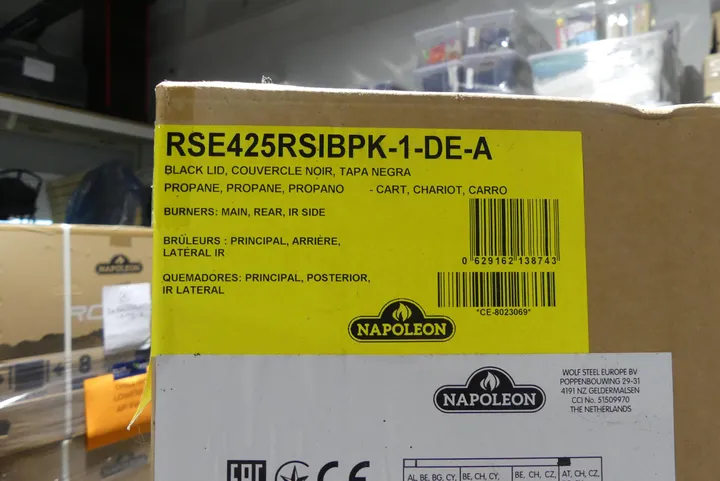 RSE425RSIBPK-1-DE-A
BLACK LID, COUVERCLE NOIR, TAPA NEGRA
PROPANE, PROPANE, PROPANO - CART, CHARIOT, CARRO
BURNERS: MAIN, REAR, IR SIDE
BRÛLEURS : PRINCIPAL, ARRIÈRE,
LATÉRAL IR
QUEMADORES: PRINCIPAL, POSTERIOR,
IR LATERAL
0 629162 138743
*CE-8023069*
NAPOLEON
NAPOLEON
WOLF STEEL EUROPE BV
POPPENBOUWING 29-31
4191 NZ GELDERMALSEN
CCI No. 51509970
THE NETHERLANDS
EAC CE
AL, BE, BG, CY, BE, CH, CY, BE, CH, CZ, AT, CH, CZ,
NAPOLEON